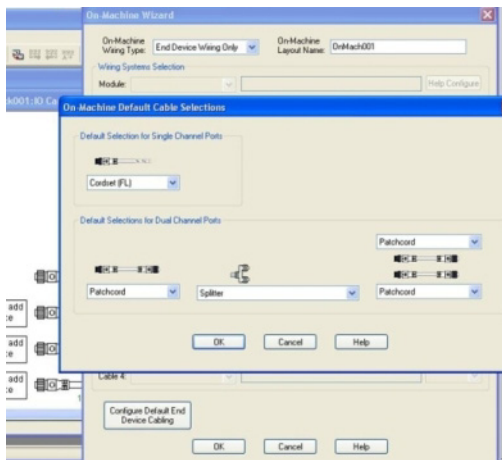 On-Machine Wizard
On-Machine Wiring Type: End Device Wiring Only On-Machine Layout Name: OnMach001
Wiring Systems Selection
Module: Help Configure
On-Machine Default Cable Selections
Default Selection for Single Channel Ports
Cordset (FL)
Default Selections for Dual Channel Ports
Patchcord
Patchcord Splitter Patchcord
OK Cancel Help
add
add
add
Cable 4:
Configure Default End
Device Cabling
OK Cancel Help